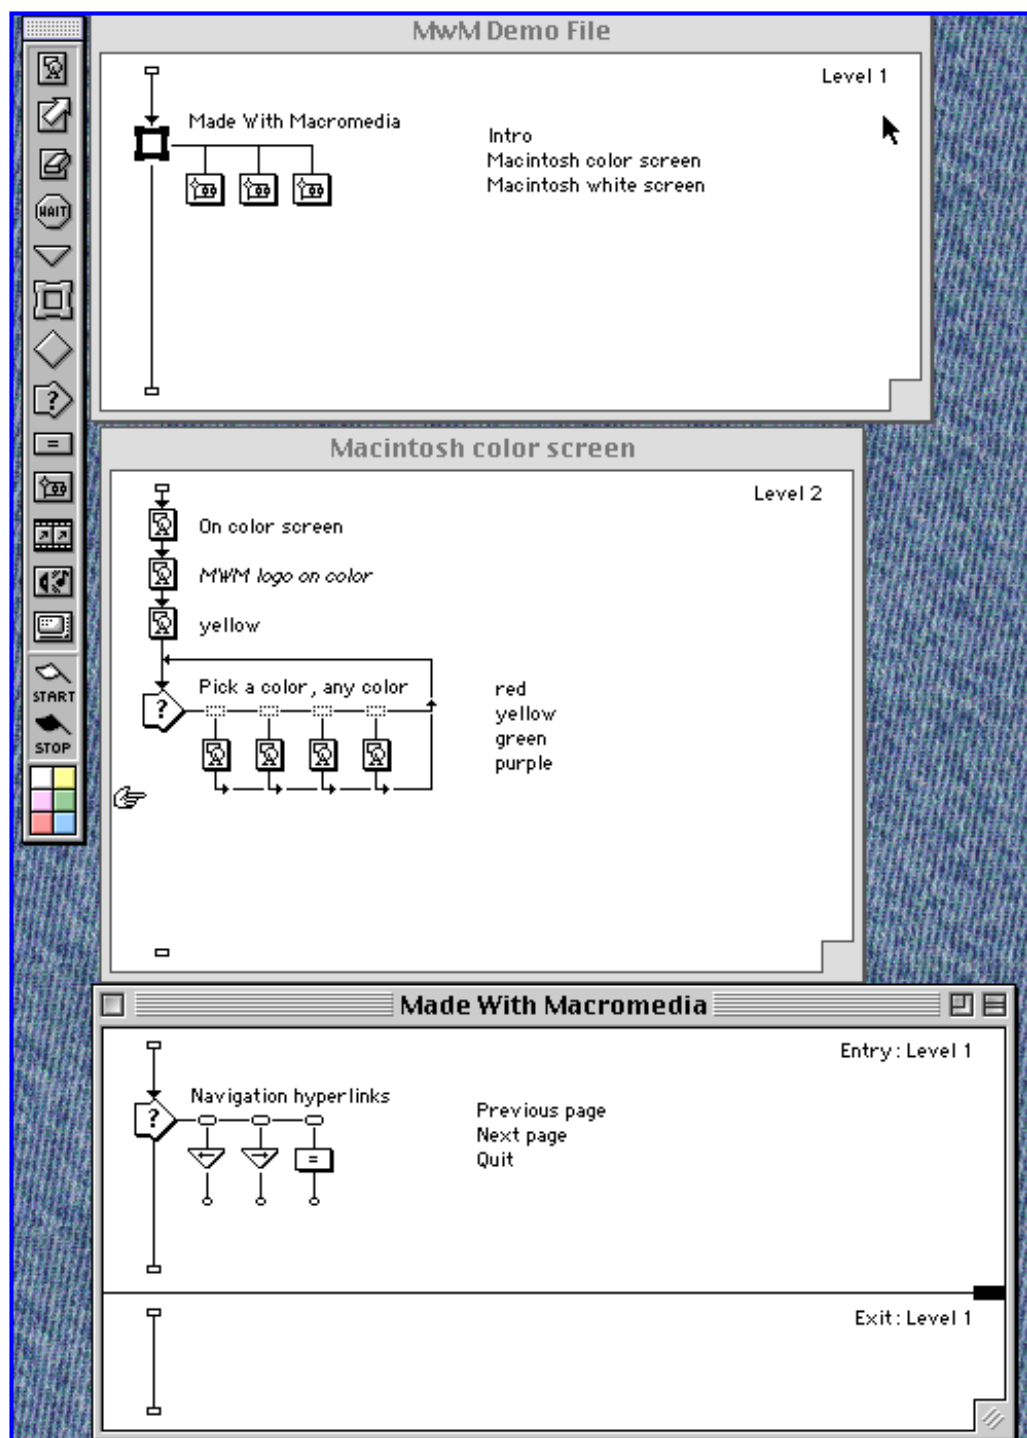 MwM Demo File
Level 1
Made With Macromedia
Intro
Macintosh color screen
Macintosh white screen
WAIT
?
=
START
STOP
Macintosh color screen
Level 2
On color screen
MWM logo on color
yellow
Pick a color, any color
?
red
yellow
green
purple
Made With Macromedia
Entry: Level 1
Navigation hyperlinks
?
=
Previous page
Next page
Quit
Exit: Level 1